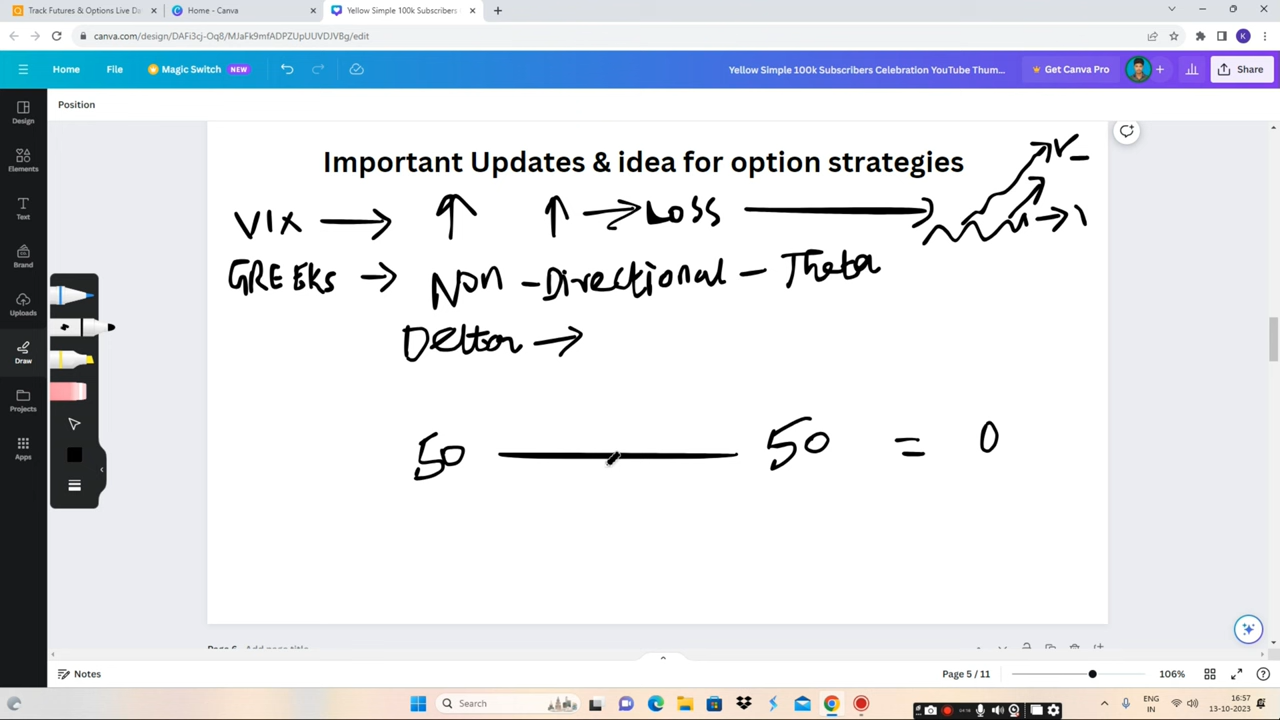 Track Futures & Options Live Da
Home - Canva
Yellow Simple 100k Subscribers
canva.com/design/DAFi3cj-Oq8/MJaFk9mfADPZUpUUVDJVBg/edit
Home
File
Magic Switch
NEW
Yellow Simple 100k Subscribers Celebration YouTube Thum...
Get Canva Pro
Share
Position
Design
Elements
Text
Brand
Uploads
Draw
Projects
Apps
Important Updates & idea for option strategies
VIX → ↑ ↑ → LOSS
GREEKs → Non - Directional - Theta
Delta →
50 — 50 = 0
Notes
Page 5 / 11
106%
Search
ENG
IN
16:57
13-10-2023